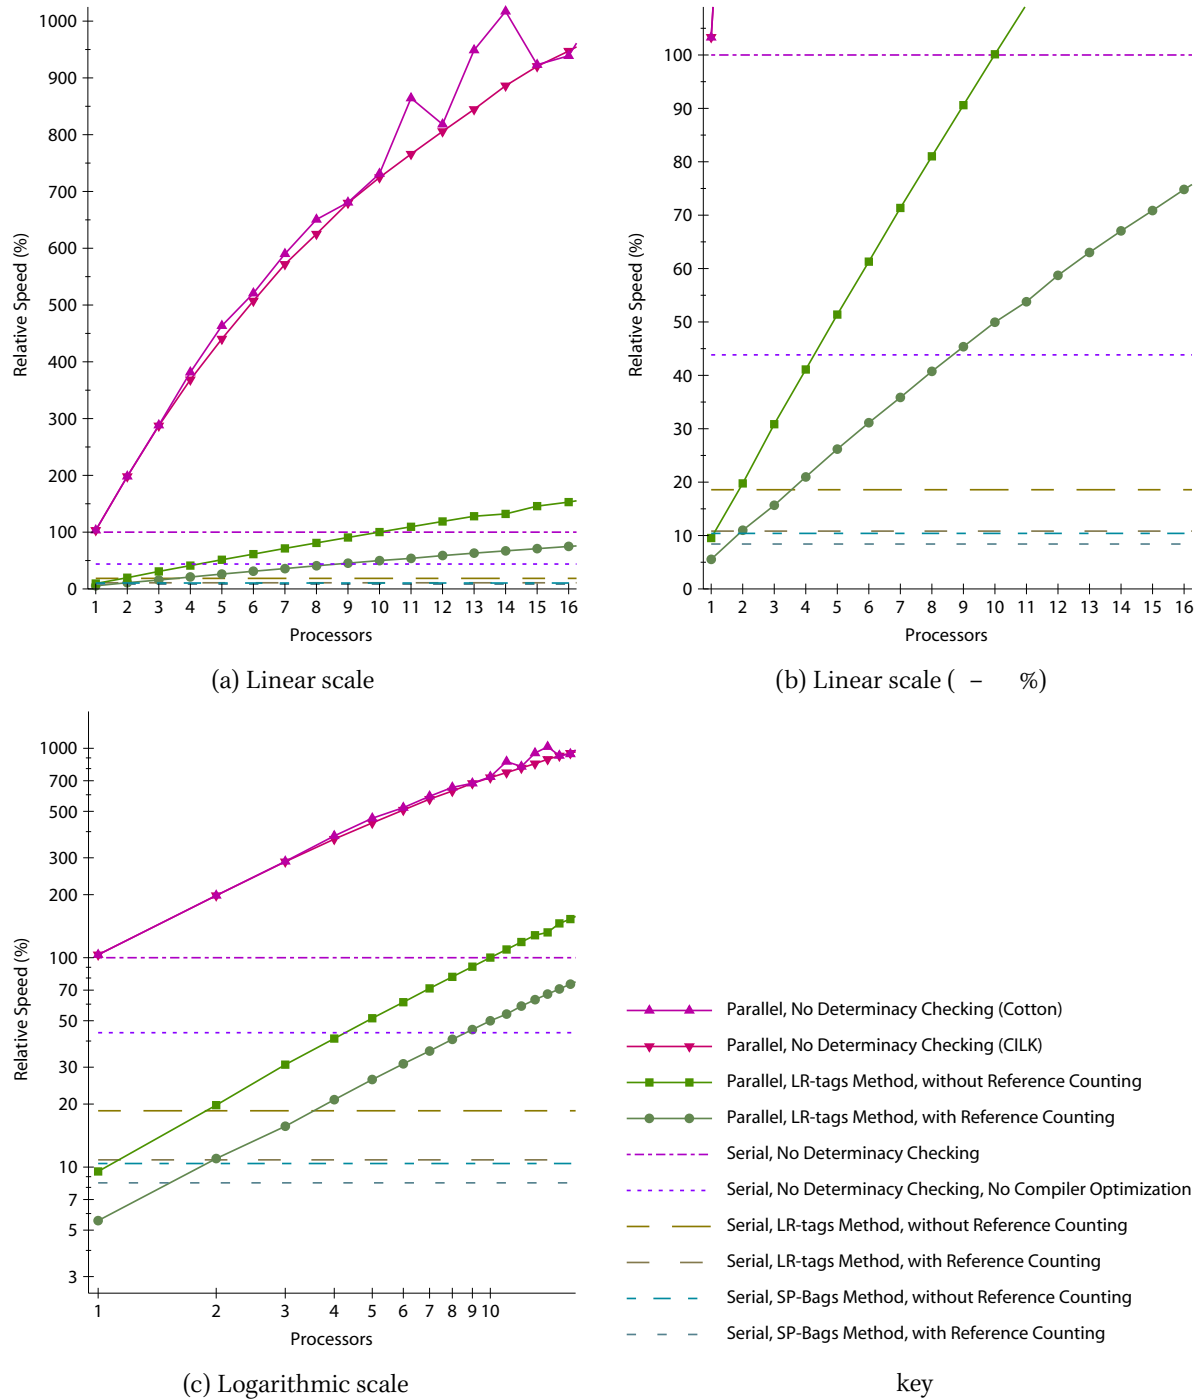 1000
900
800
700
600
500
400
300
200
100
0
Relative Speed (%)
1 2 3 4 5 6 7 8 9 10 11 12 13 14 15 16
Processors
(a) Linear scale
100
90
80
70
60
50
40
30
20
10
0
Relative Speed (%)
1 2 3 4 5 6 7 8 9 10 11 12 13 14 15 16
Processors
(b) Linear scale ( – %)
1000
700
500
300
200
100
70
50
30
20
10
7
5
3
Relative Speed (%)
1 2 3 4 5 6 7 8 9 10
Processors
(c) Logarithmic scale
Parallel, No Determinacy Checking (Cotton)
Parallel, No Determinacy Checking (CILK)
Parallel, LR-tags Method, without Reference Counting
Parallel, LR-tags Method, with Reference Counting
Serial, No Determinacy Checking
Serial, No Determinacy Checking, No Compiler Optimization
Serial, LR-tags Method, without Reference Counting
Serial, LR-tags Method, with Reference Counting
Serial, SP-Bags Method, without Reference Counting
Serial, SP-Bags Method, with Reference Counting
key